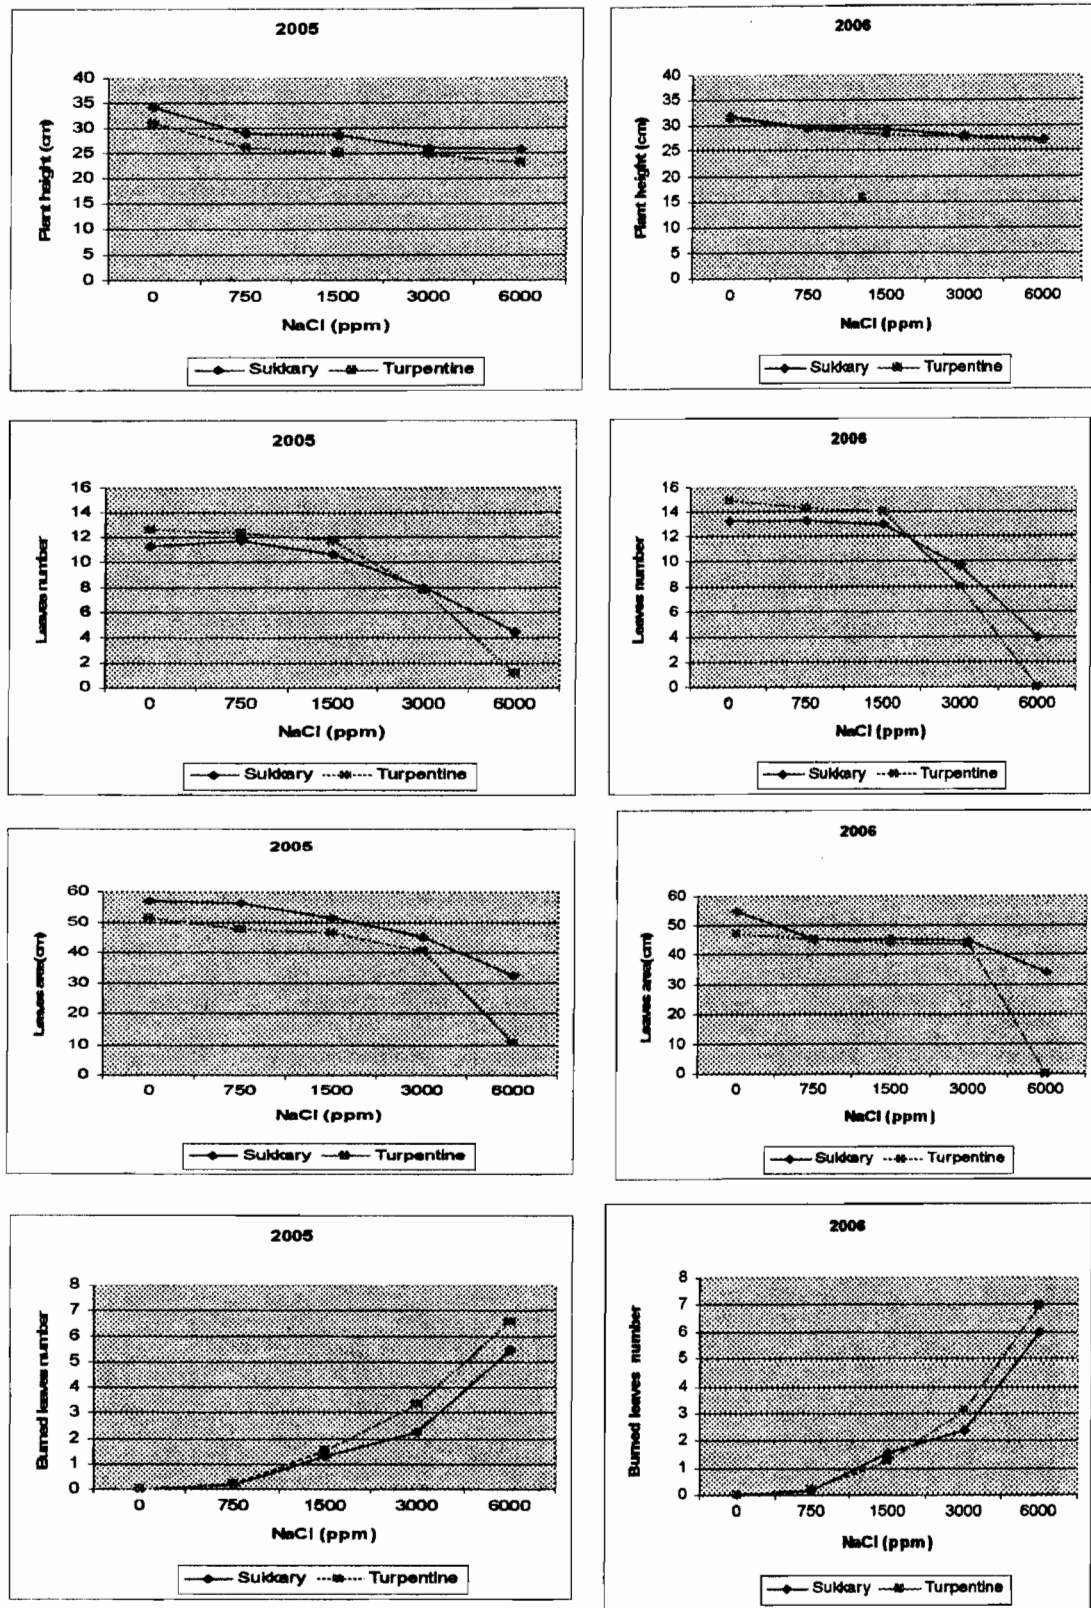 2005
Plant height (cm)
40
35
30
25
20
15
10
5
0
0 750 1500 3000 6000
NaCl (ppm)
Sukkary Turpentine
2006
Plant height (cm)
40
35
30
25
20
15
10
5
0
0 750 1500 3000 6000
NaCl (ppm)
Sukkary Turpentine
2005
Leaves number
16
14
12
10
8
6
4
2
0
0 750 1500 3000 6000
NaCl (ppm)
Sukkary Turpentine
2006
Leaves number
16
14
12
10
8
6
4
2
0
0 750 1500 3000 6000
NaCl (ppm)
Sukkary Turpentine
2005
Leaves area(cm)
60
50
40
30
20
10
0
0 750 1500 3000 6000
NaCl (ppm)
Sukkary Turpentine
2006
Leaves area(cm)
60
50
40
30
20
10
0
0 750 1500 3000 6000
NaCl (ppm)
Sukkary Turpentine
2005
Burned leaves number
8
7
6
5
4
3
2
1
0
0 750 1500 3000 6000
NaCl (ppm)
Sukkary Turpentine
2006
Burned leaves number
8
7
6
5
4
3
2
1
0
0 750 1500 3000 6000
NaCl (ppm)
Sukkary Turpentine